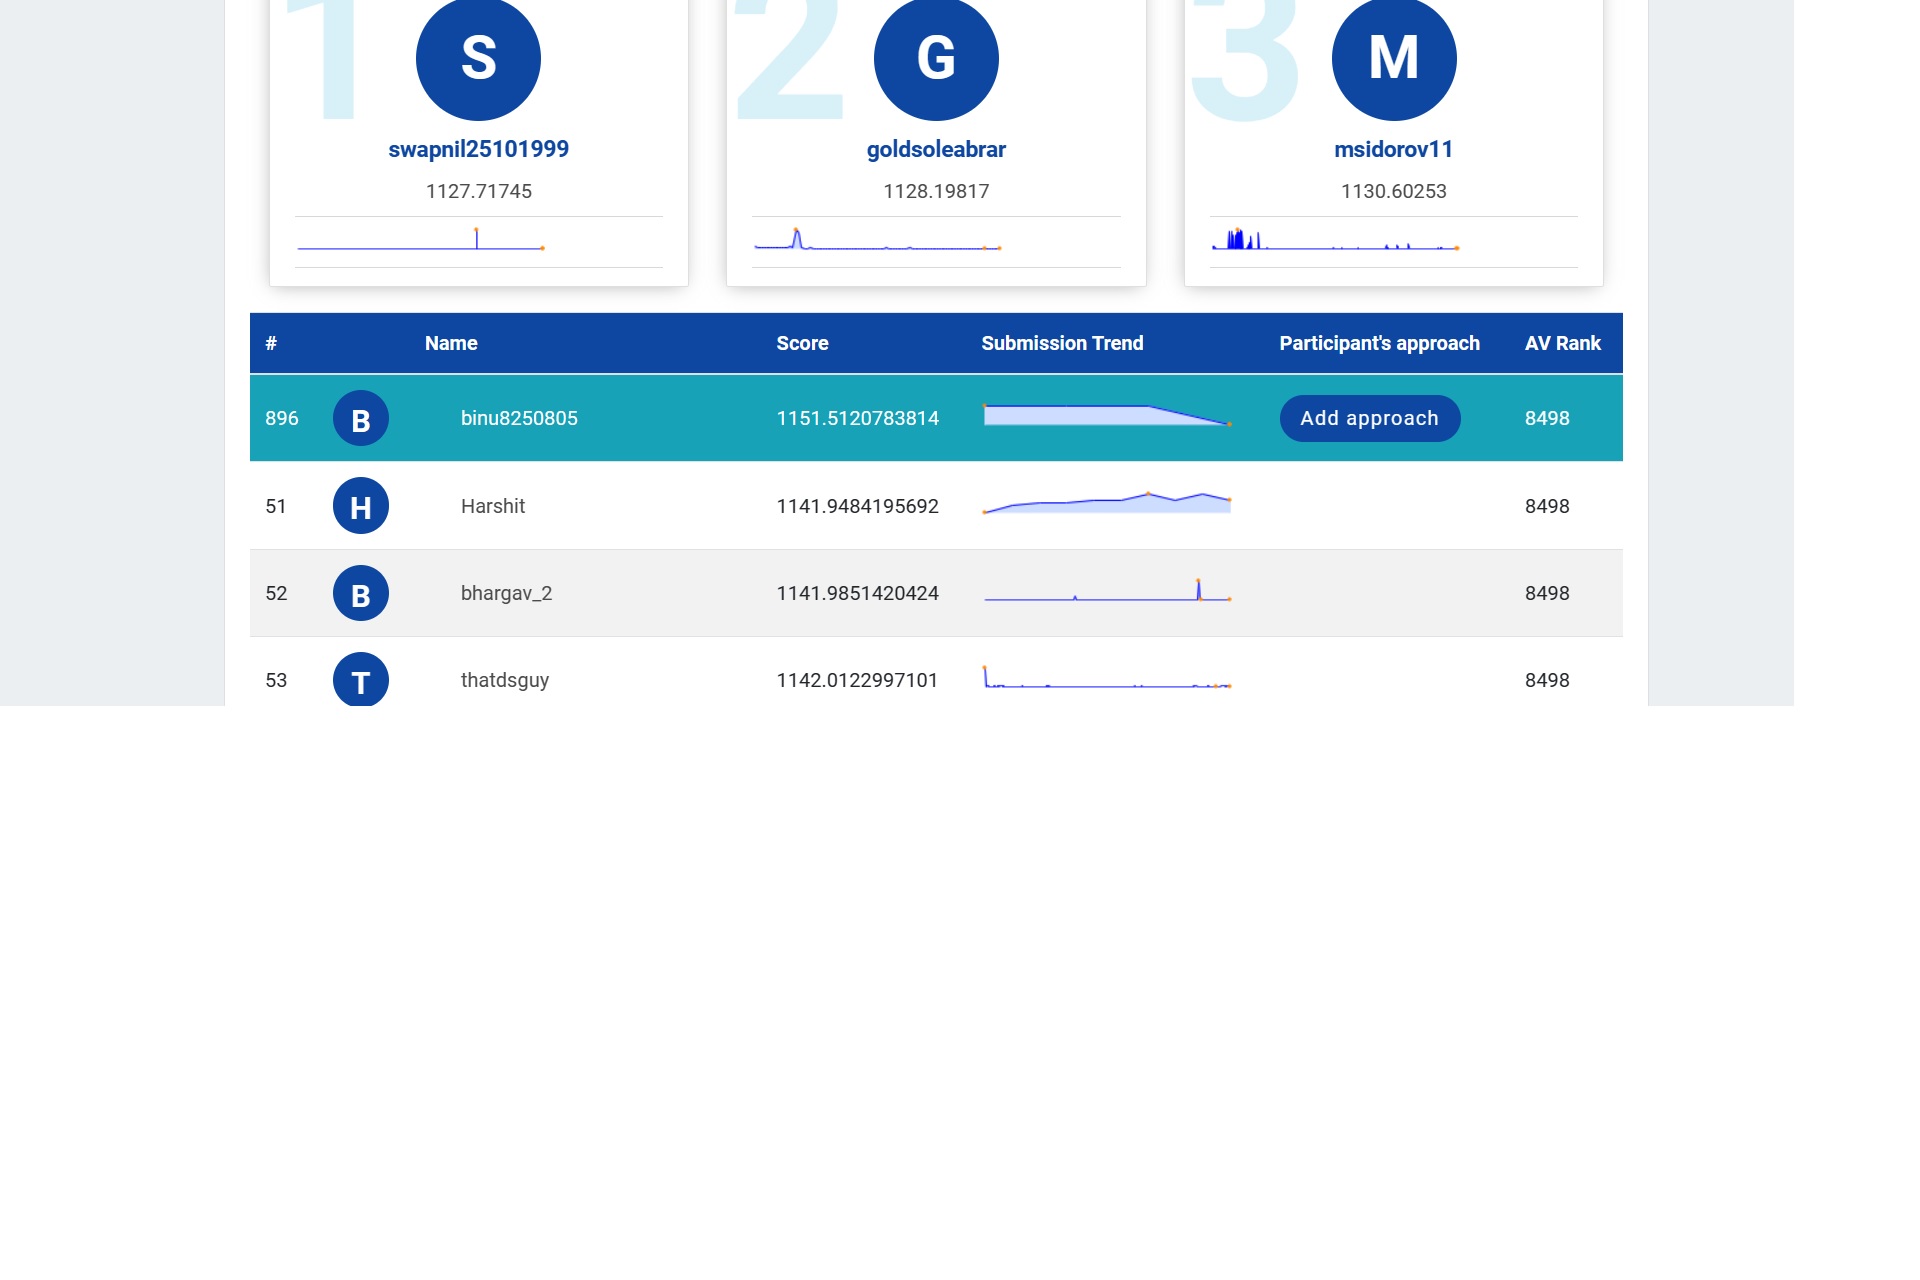 1 S
2 G
3 M
swapnil25101999
goldsoleabrar
msidorov11
1127.71745
1128.19817
1130.60253
# Name Score Submission Trend Participant's approach AV Rank
896 B binu8250805 1151.5120783814 Add approach 8498
51 H Harshit 1141.9484195692 8498
52 B bhargav_2 1141.9851420424 8498
53 T thatdsguy 1142.0122997101 8498